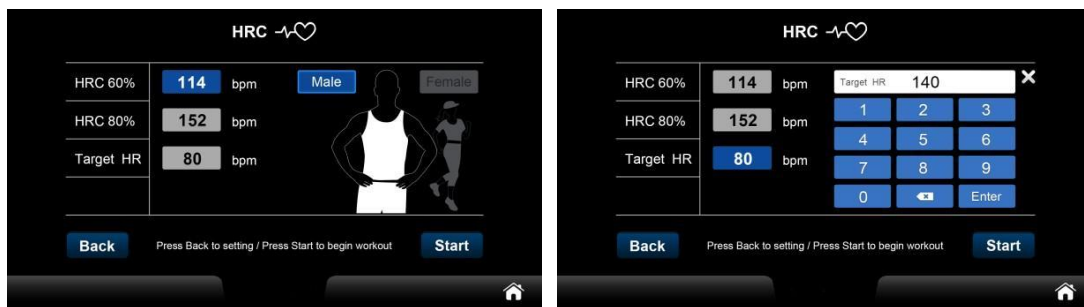 HRC
HRC 60% 114 bpm Male Female
HRC 80% 152 bpm
Target HR 80 bpm
Back Press Back to setting / Press Start to begin workout Start
HRC
HRC 60% 114 bpm Target HR 140
1 2 3
HRC 80% 152 bpm
4 5 6
Target HR 80 bpm
7 8 9
0 Enter
Back Press Back to setting / Press Start to begin workout Start